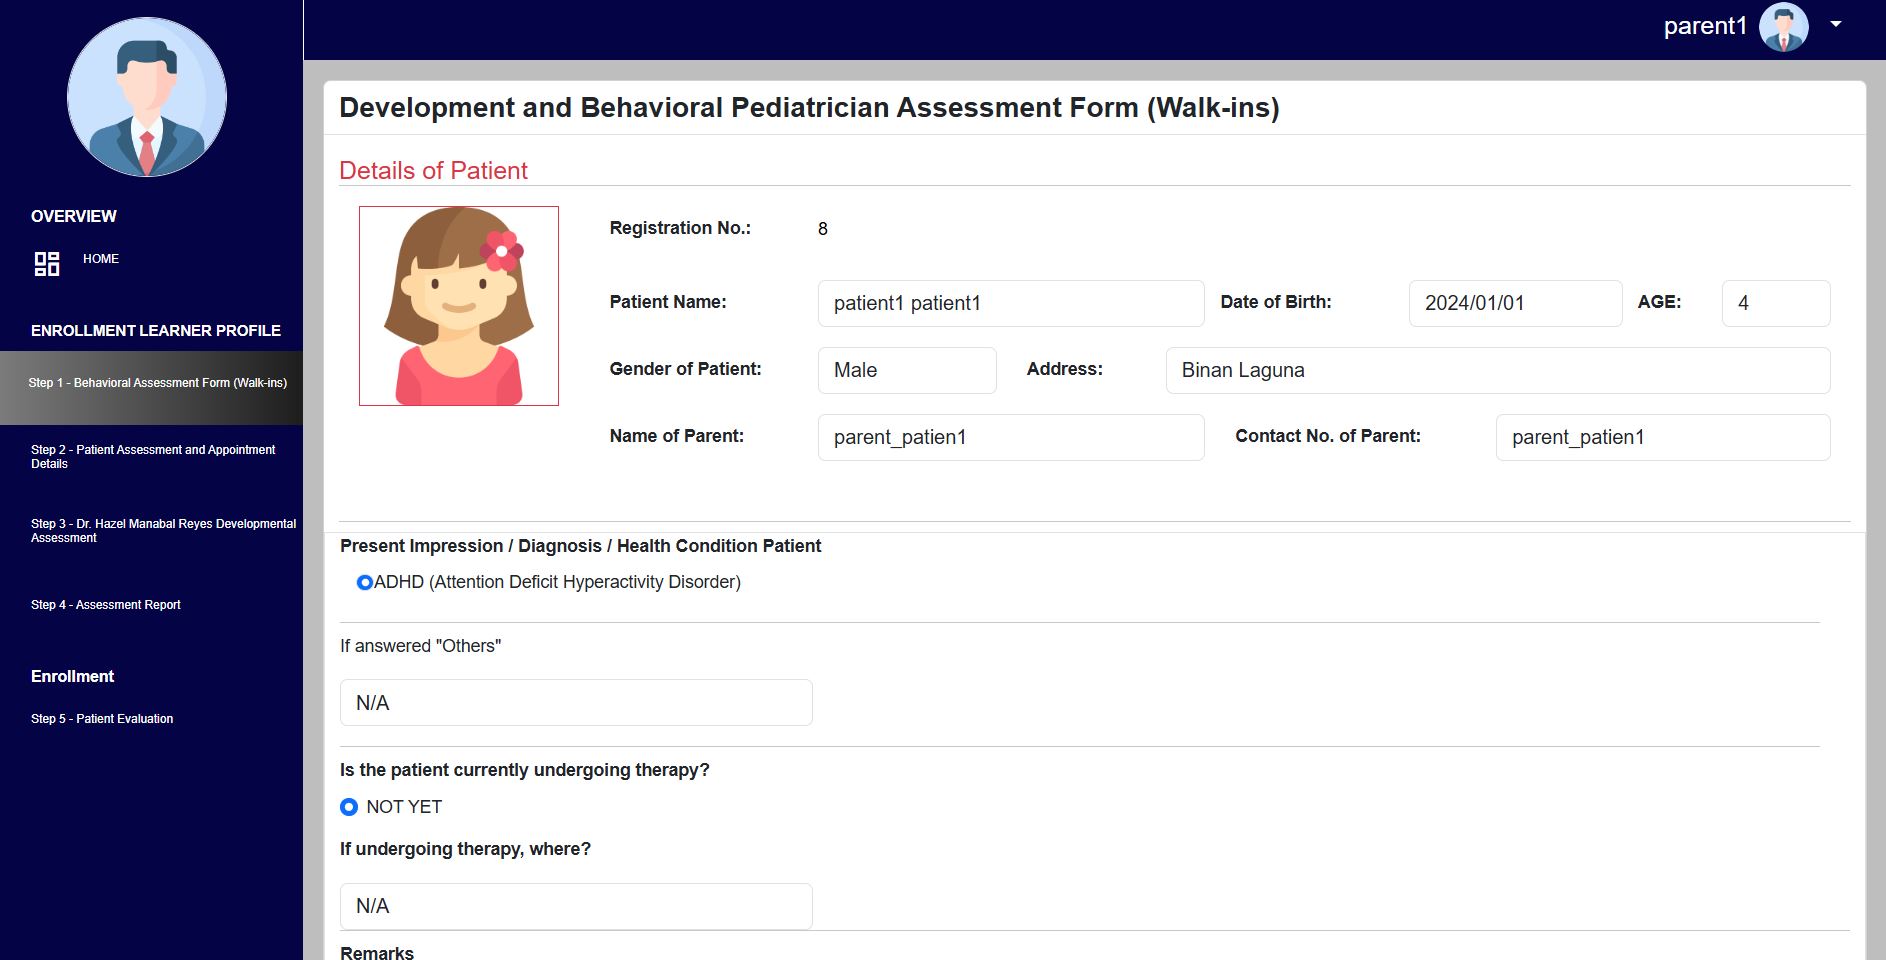 parent1
OVERVIEW
HOME
ENROLLMENT LEARNER PROFILE
Step 1 - Behavioral Assessment Form (Walk-ins)
Step 2 - Patient Assessment and Appointment
Details
Step 3 - Dr. Hazel Manabal Reyes Developmental
Assessment
Step 4 - Assessment Report
Enrollment
Step 5 - Patient Evaluation
Development and Behavioral Pediatrician Assessment Form (Walk-ins)
Details of Patient
Registration No.: 8
Patient Name: patient1 patient1 Date of Birth: 2024/01/01 AGE: 4
Gender of Patient: Male Address: Binan Laguna
Name of Parent: parent_patien1 Contact No. of Parent: parent_patien1
Present Impression / Diagnosis / Health Condition Patient
ADHD (Attention Deficit Hyperactivity Disorder)
If answered "Others"
N/A
Is the patient currently undergoing therapy?
NOT YET
If undergoing therapy, where?
N/A
Remarks